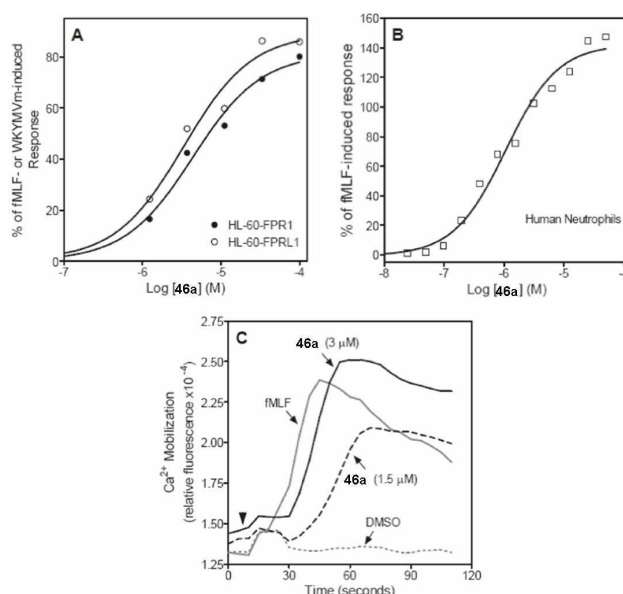 A
% of fMLF- or WKYMVm-induced
Response
80
60
40
20
0
HL-60-FPR1
HL-60-FPRL1
-7
-6
-5
-4
Log [46a] (M)
B
% of fMLF-induced response
160
140
120
100
80
60
40
20
0
Human Neutrophils
-8
-7
-6
-5
-4
Log [46a] (M)
C
Ca2+ Mobilization
(relative fluorescence x10-4)
2.75
2.50
2.25
2.00
1.75
1.50
1.25
46a (3 µM)
fMLF
46a
(1.5 µM)
DMSO
0
30
60
90
120
Time (seconds)